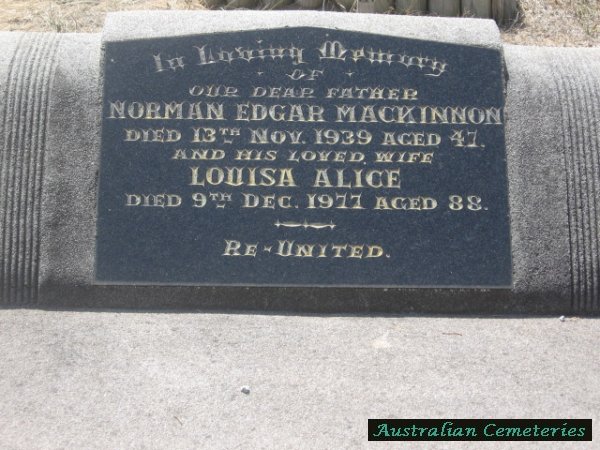 In Loving Memory
OF
OUR DEAR FATHER
NORMAN EDGAR MACKINNON
DIED 13TH NOV. 1939 AGED 47.
AND HIS LOVED WIFE
LOUISA ALICE
DIED 9TH DEC. 1977 AGED 88.
RE-UNITED.
Australian Cemeteries